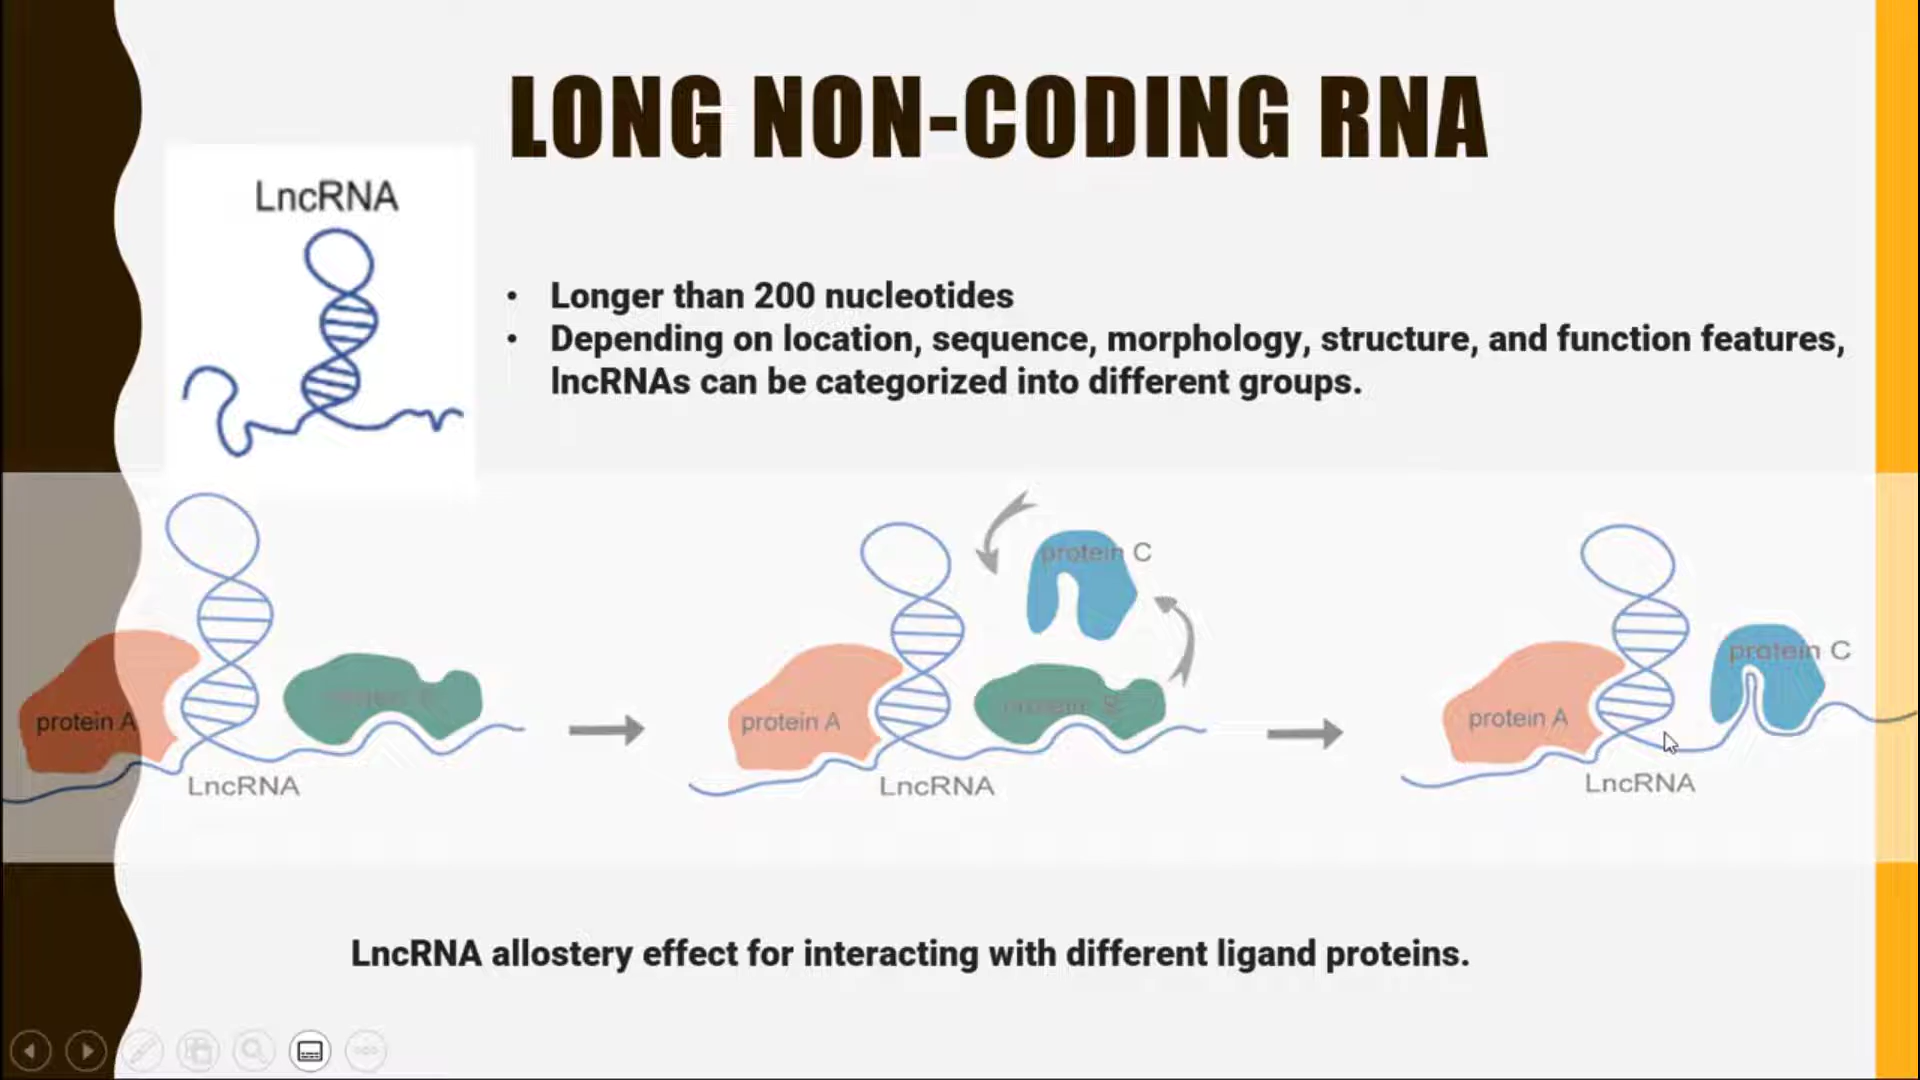 LONG NON-CODING RNA
LncRNA
• Longer than 200 nucleotides
• Depending on location, sequence, morphology, structure, and function features,
lncRNAs can be categorized into different groups.
protein A
LncRNA
protein C
protein A
LncRNA
protein C
protein A
LncRNA
LncRNA allostery effect for interacting with different ligand proteins.